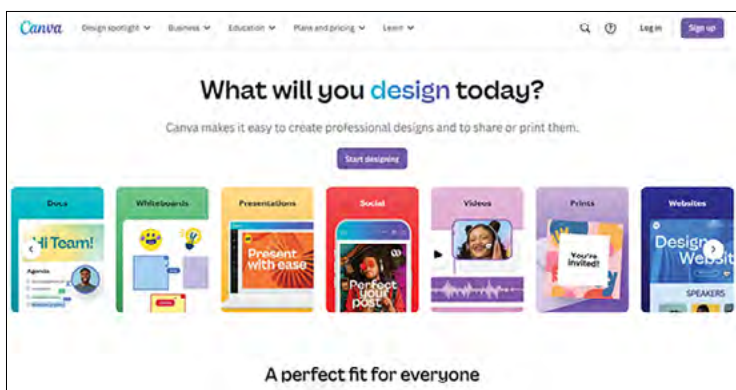 Canva Design spotlight Business Education Plans and pricing Learn Log in Sign up
What will you design today?
Canva makes it easy to create professional designs and to share or print them.
Start designing
Docs Whiteboards Presentations Social Videos Prints Websites
Hi Team!
Agenda
Present
with ease
Perfect
your
post
You're
invited!
Design
Websit
SPEAKERS
A perfect fit for everyone